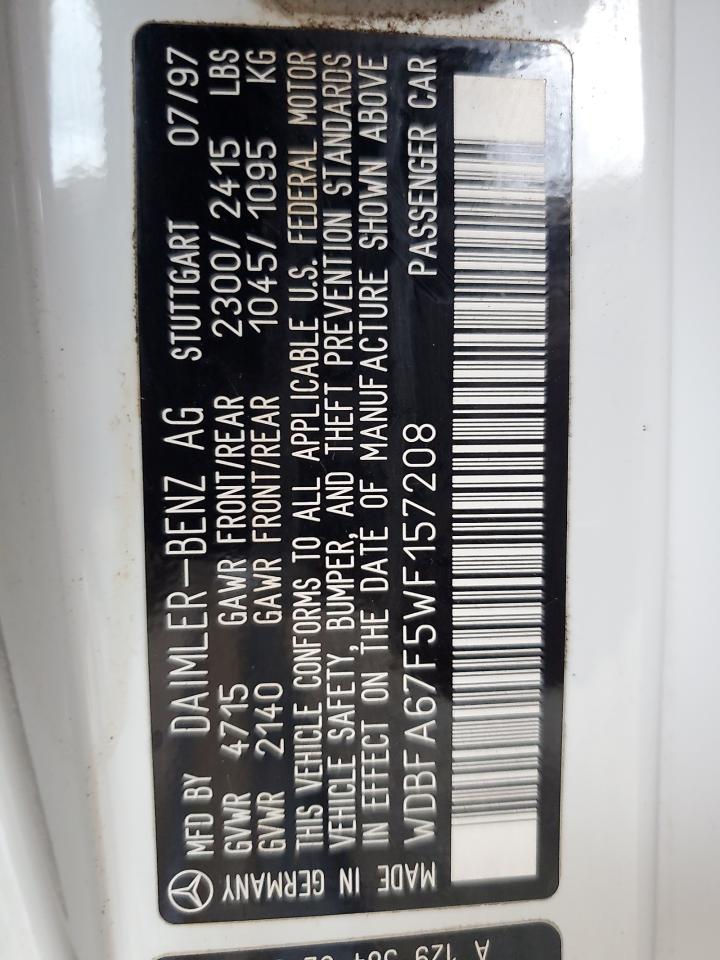 MFD BY DAIMLER-BENZ AG STUTTGART 07/97
GVWR 4715 GAWR FRONT/REAR 2300/2415 LBS
GVWR 2140 GAWR FRONT/REAR 1045/1095 KG
THIS VEHICLE CONFORMS TO ALL APPLICABLE U.S. FEDERAL MOTOR
VEHICLE SAFETY, BUMPER, AND THEFT PREVENTION STANDARDS
IN EFFECT ON THE DATE OF MANUFACTURE SHOWN ABOVE
WDBFA67F5WF157208 PASSENGER CAR
MADE IN GERMANY
A 129 584